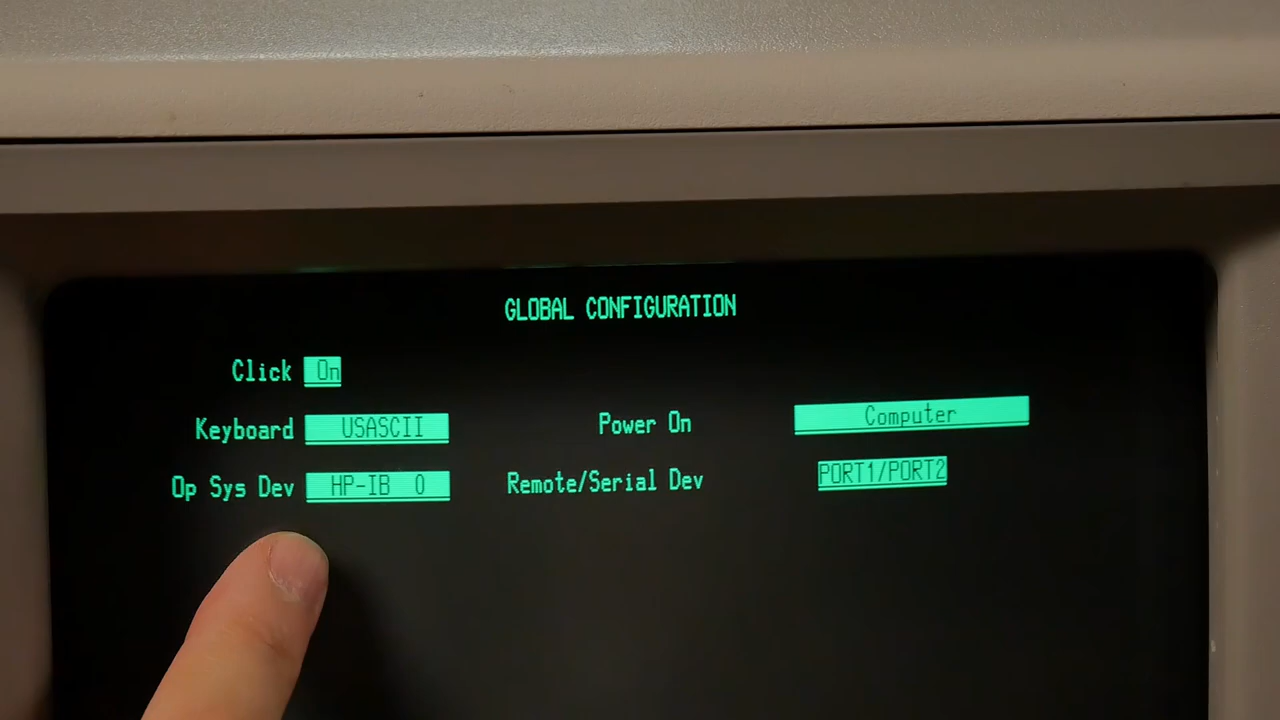 GLOBAL CONFIGURATION
Click On
Keyboard USASCII Power On Computer
Op Sys Dev HP-IB 0 Remote/Serial Dev PORT1/PORT2